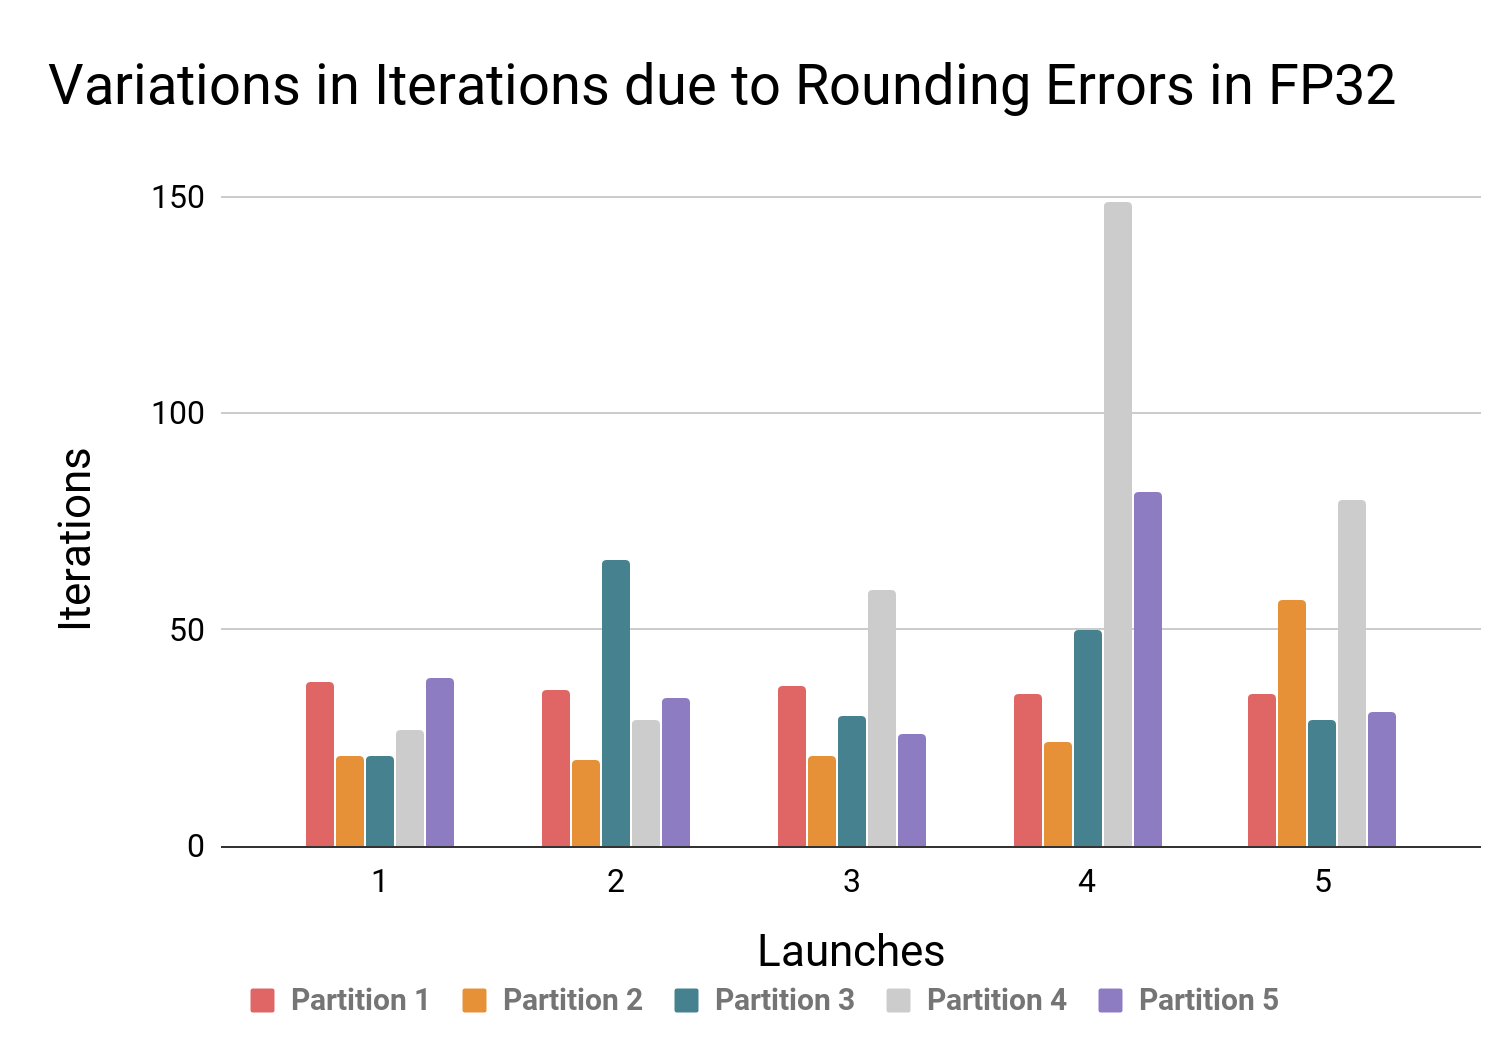 Variations in Iterations due to Rounding Errors in FP32
150
100
50
0
Iterations
1 2 3 4 5
Launches
Partition 1 Partition 2 Partition 3 Partition 4 Partition 5